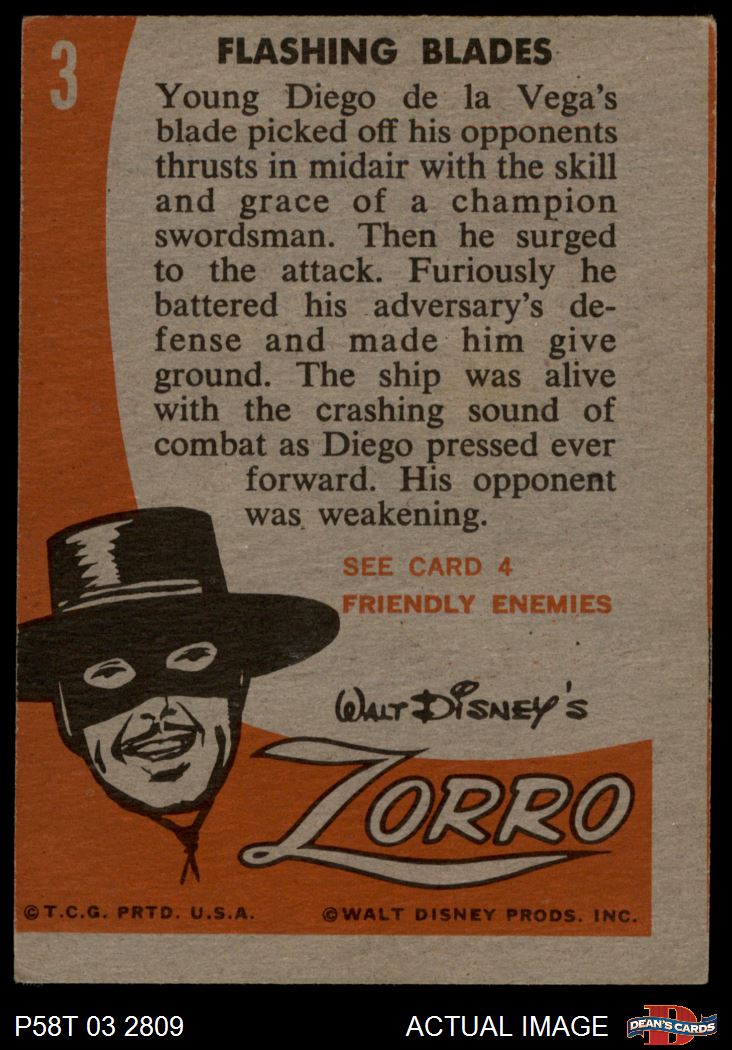 3
FLASHING BLADES
Young Diego de la Vega's
blade picked off his opponents
thrusts in midair with the skill
and grace of a champion
swordsman. Then he surged
to the attack. Furiously he
battered his adversary's de-
fense and made him give
ground. The ship was alive
with the crashing sound of
combat as Diego pressed ever
forward. His opponent
was weakening.
SEE CARD 4
FRIENDLY ENEMIES
WALT DISNEY'S
ZORRO
©T.C.G. PRTD. U.S.A.
©WALT DISNEY PRODS. INC.
P58T 03 2809
ACTUAL IMAGE
D
DEAN'S CARDS